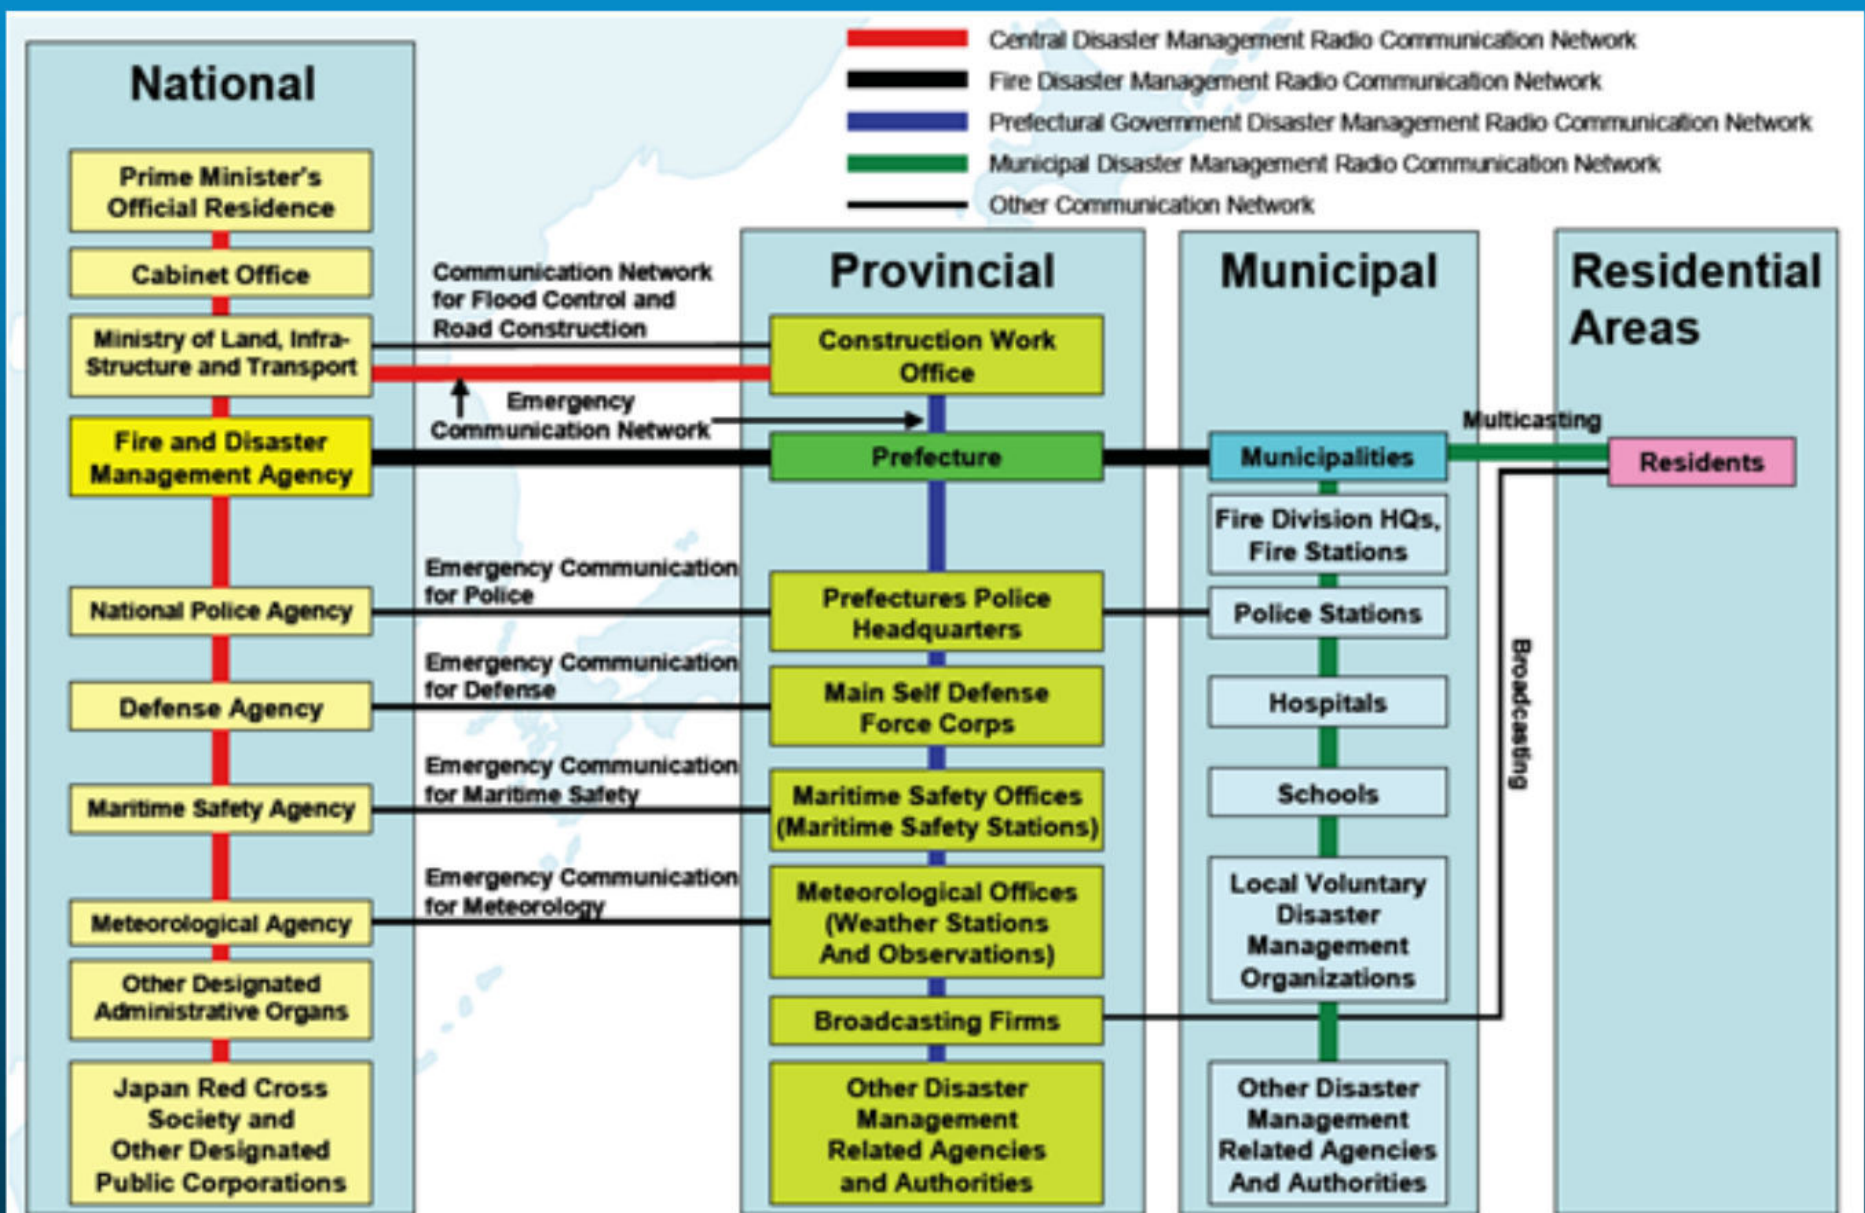 Central Disaster Management Radio Communication Network
Fire Disaster Management Radio Communication Network
Prefectural Government Disaster Management Radio Communication Network
Municipal Disaster Management Radio Communication Network
Other Communication Network
National
Prime Minister's
Official Residence
Cabinet Office
Ministry of Land, Infra-
Structure and Transport
Fire and Disaster
Management Agency
National Police Agency
Defense Agency
Maritime Safety Agency
Meteorological Agency
Other Designated
Administrative Organs
Japan Red Cross
Society and
Other Designated
Public Corporations
Communication Network
for Flood Control and
Road Construction
Emergency
Communication Network
Emergency Communication
for Police
Emergency Communication
for Defense
Emergency Communication
for Maritime Safety
Emergency Communication
for Meteorology
Provincial
Construction Work
Office
Prefecture
Prefectures Police
Headquarters
Main Self Defense
Force Corps
Maritime Safety Offices
(Maritime Safety Stations)
Meteorological Offices
(Weather Stations
And Observations)
Broadcasting Firms
Other Disaster
Management
Related Agencies
and Authorities
Municipal
Municipalities
Fire Division HQs,
Fire Stations
Police Stations
Hospitals
Schools
Local Voluntary
Disaster
Management
Organizations
Other Disaster
Management
Related Agencies
And Authorities
Multicasting
Broadcasting
Residential
Areas
Residents